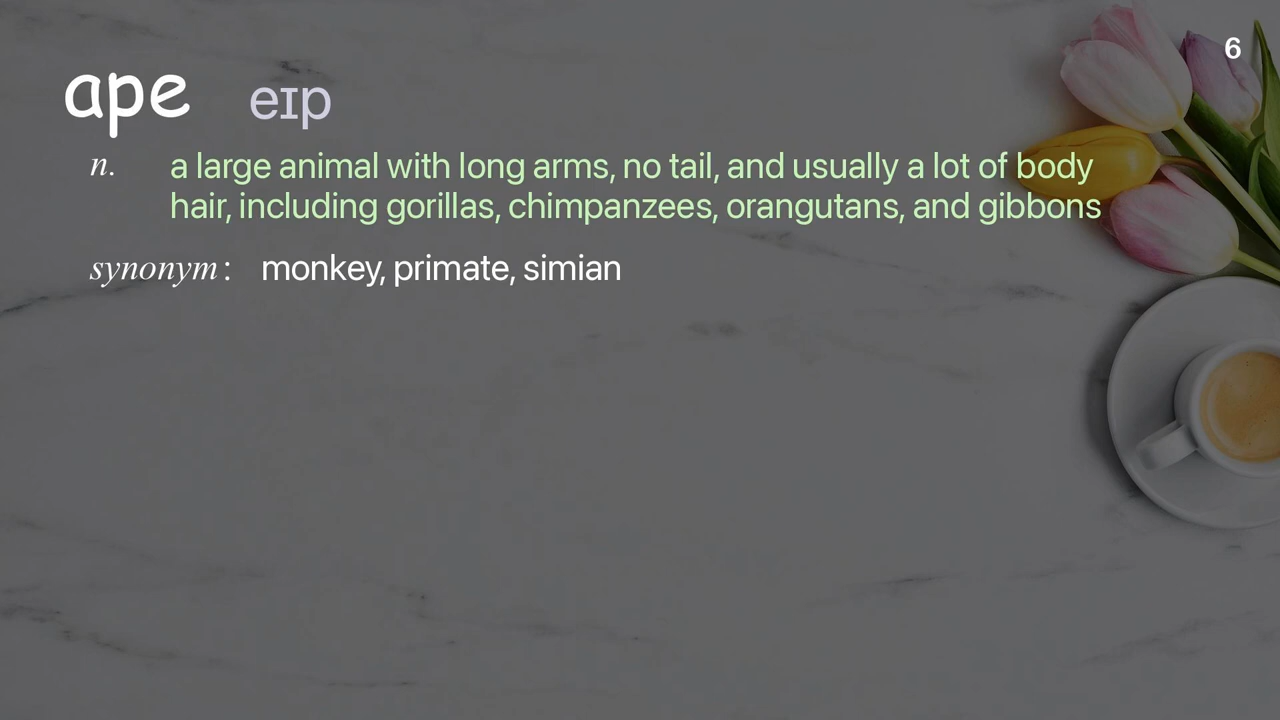 6
ape eɪp
n. a large animal with long arms, no tail, and usually a lot of body
hair, including gorillas, chimpanzees, orangutans, and gibbons
synonym : monkey, primate, simian